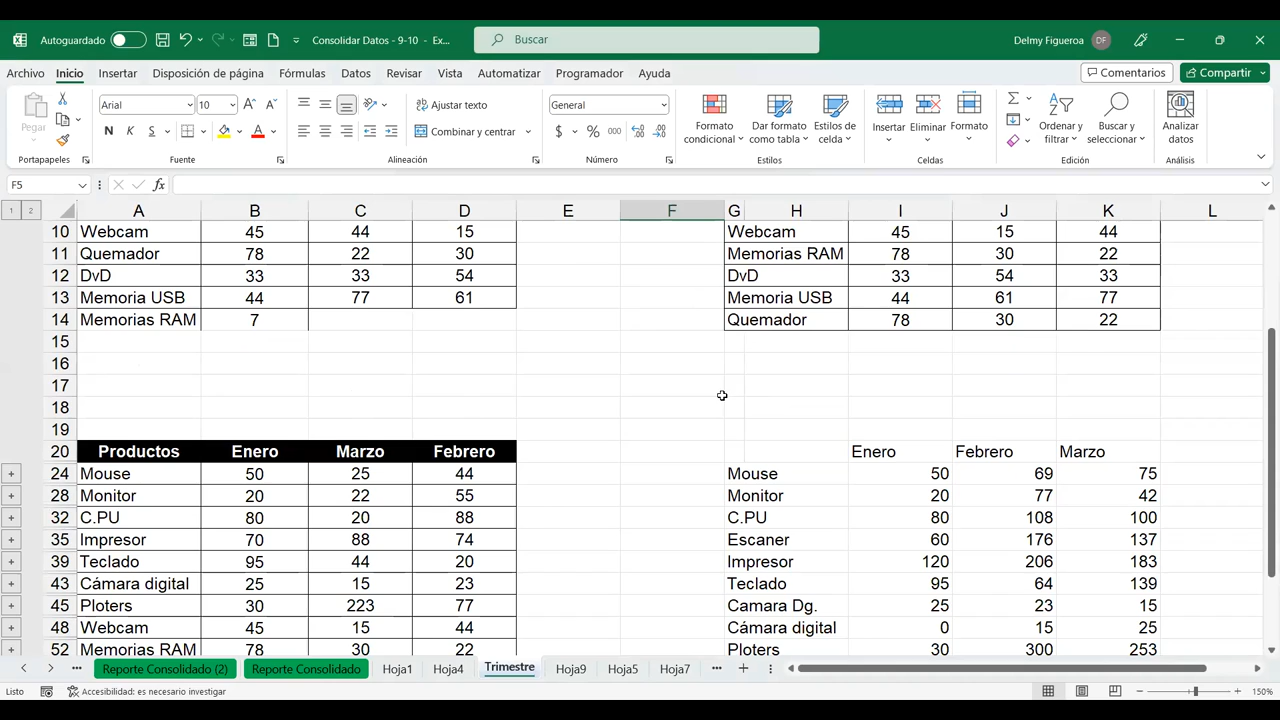 Autoguardado Consolidar Datos - 9-10 - Ex... Buscar Delmy Figueroa DF
Archivo Inicio Insertar Disposición de página Fórmulas Datos Revisar Vista Automatizar Programador Ayuda Comentarios Compartir
Pegar Arial 10 Ajustar texto General Formato condicional Dar formato como tabla Estilos de celda Insertar Eliminar Formato Ordenar y filtrar Buscar y seleccionar Analizar datos
N K S A Combinar y centrar $ % 000
Portapapeles Fuente Alineación Número Estilos Celdas Edición Análisis
F5 fx
1 2 A B C D E F G H I J K L
10 Webcam 45 44 15 Webcam 45 15 44
11 Quemador 78 22 30 Memorias RAM 78 30 22
12 DvD 33 33 54 DvD 33 54 33
13 Memoria USB 44 77 61 Memoria USB 44 61 77
14 Memorias RAM 7 Quemador 78 30 22
15
16
17
18
19
20 Productos Enero Marzo Febrero Enero Febrero Marzo
24 Mouse 50 25 44 Mouse 50 69 75
28 Monitor 20 22 55 Monitor 20 77 42
32 C.PU 80 20 88 C.PU 80 108 100
35 Impresor 70 88 74 Escaner 60 176 137
39 Teclado 95 44 20 Impresor 120 206 183
43 Cámara digital 25 15 23 Teclado 95 64 139
45 Ploters 30 223 77 Camara Dg. 25 23 15
48 Webcam 45 15 44 Cámara digital 0 15 25
52 Memorias RAM 78 30 22 Ploters 30 300 253
... Reporte Consolidado (2) Reporte Consolidado Hoja1 Hoja4 Trimestre Hoja9 Hoja5 Hoja7 ...
Listo Accesibilidad: es necesario investigar 150%